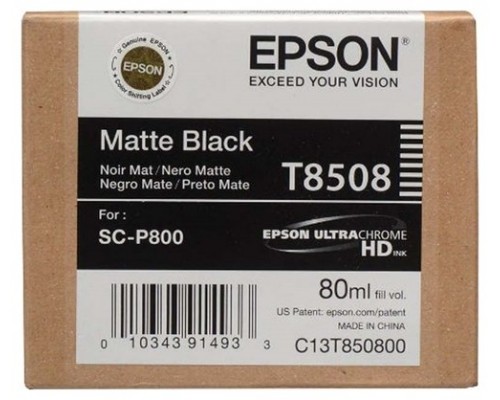 Genuine Epson
EPSON
Color Shifting Label
EPSON®
EXCEED YOUR VISION
Matte Black
Noir Mat / Nero Matte
Negro Mate / Preto Mate
T8508
For :
SC-P800
EPSON ULTRACHROME
HD INK
80ml fill vol.
US Patent: epson.com/patent
MADE IN CHINA
0 10343 91493 3
C13T850800